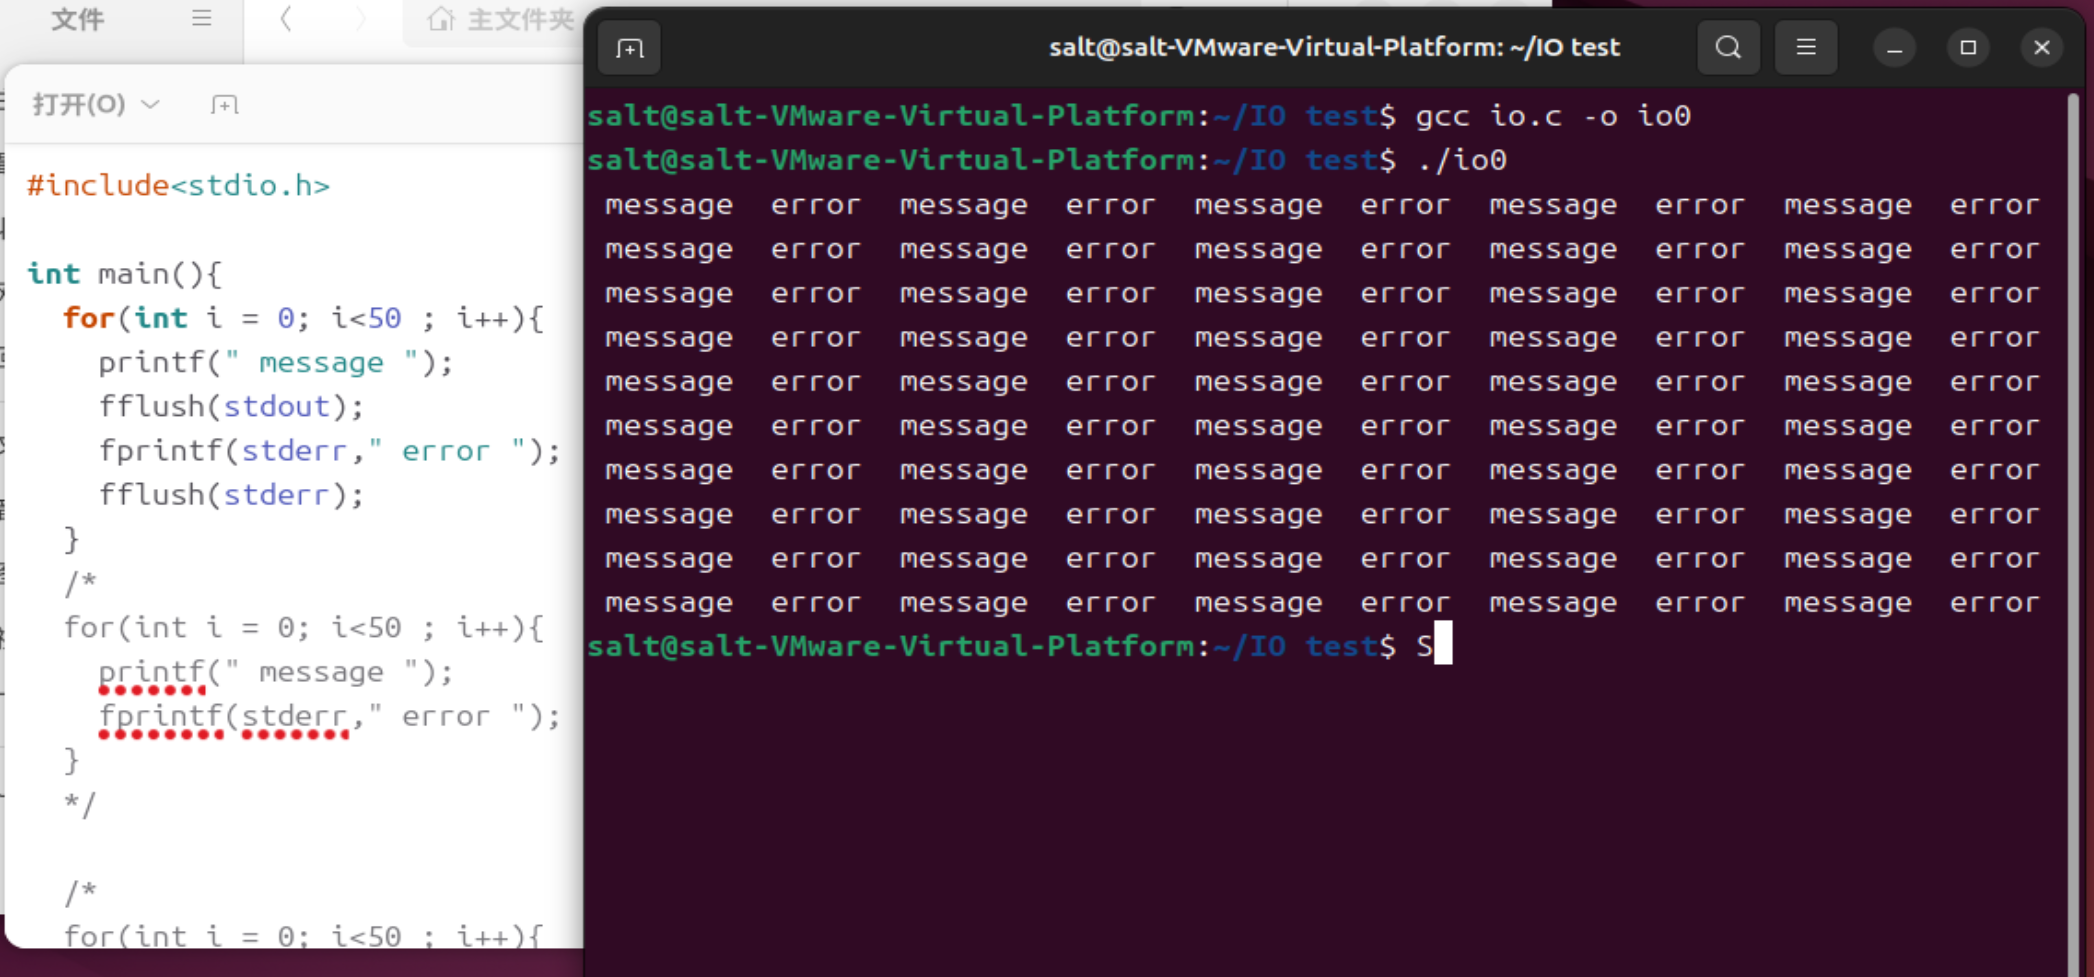 文件
主文件夹
打开(O)
#include<stdio.h>
int main(){
for(int i = 0; i<50 ; i++){
printf(" message ");
fflush(stdout);
fprintf(stderr," error ");
fflush(stderr);
}
/*
for(int i = 0; i<50 ; i++){
printf(" message ");
fprintf(stderr," error ");
}
*/
/*
for(int i = 0; i<50 ; i++){
salt@salt-VMware-Virtual-Platform: ~/IO test
salt@salt-VMware-Virtual-Platform:~/IO test$ gcc io.c -o io0
salt@salt-VMware-Virtual-Platform:~/IO test$ ./io0
message error message error message error message error message error
message error message error message error message error message error
message error message error message error message error message error
message error message error message error message error message error
message error message error message error message error message error
message error message error message error message error message error
message error message error message error message error message error
message error message error message error message error message error
message error message error message error message error message error
message error message error message error message error message error
salt@salt-VMware-Virtual-Platform:~/IO test$ S